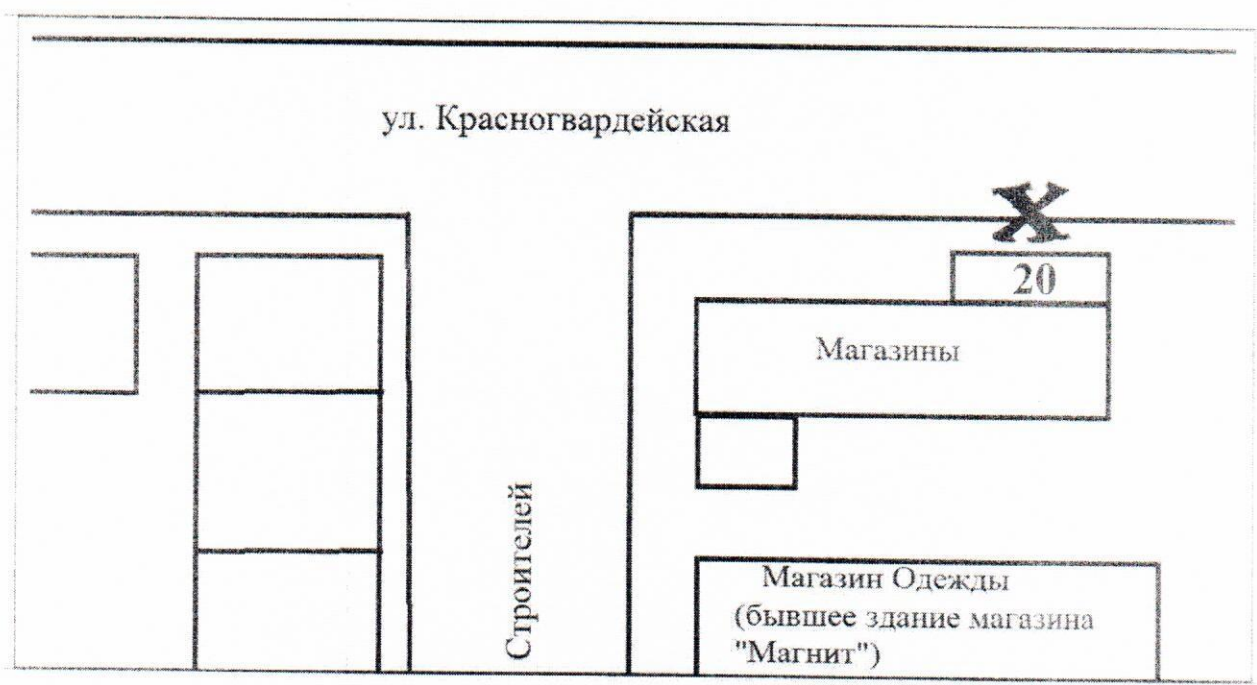 ул. Красногвардейская
X
20
Магазины
Строителей
Магазин Одежды
(бывшее здание магазина
"Магнит")